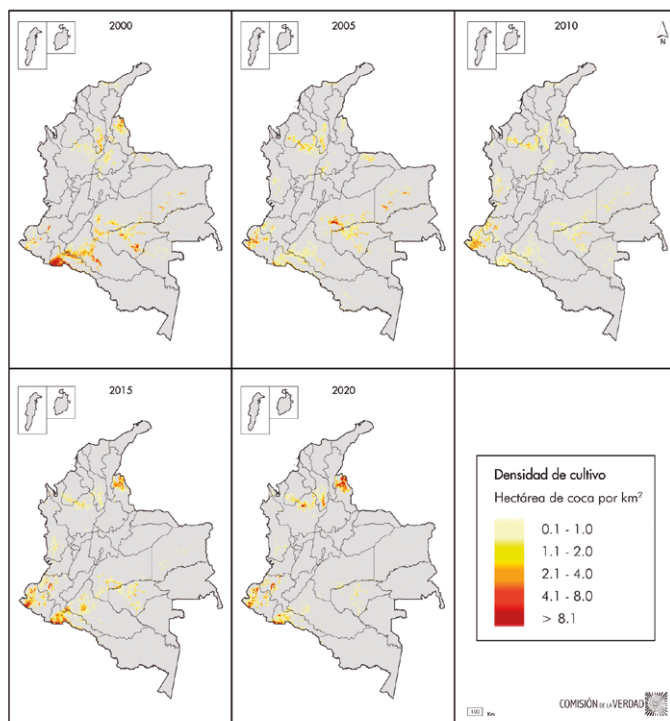 2000
2005
2010
N
2015
2020
Densidad de cultivo
Hectárea de coca por km²
0.1 - 1.0
1.1 - 2.0
2.1 - 4.0
4.1 - 8.0
> 8.1
100 Km
COMISIÓN DE LA VERDAD